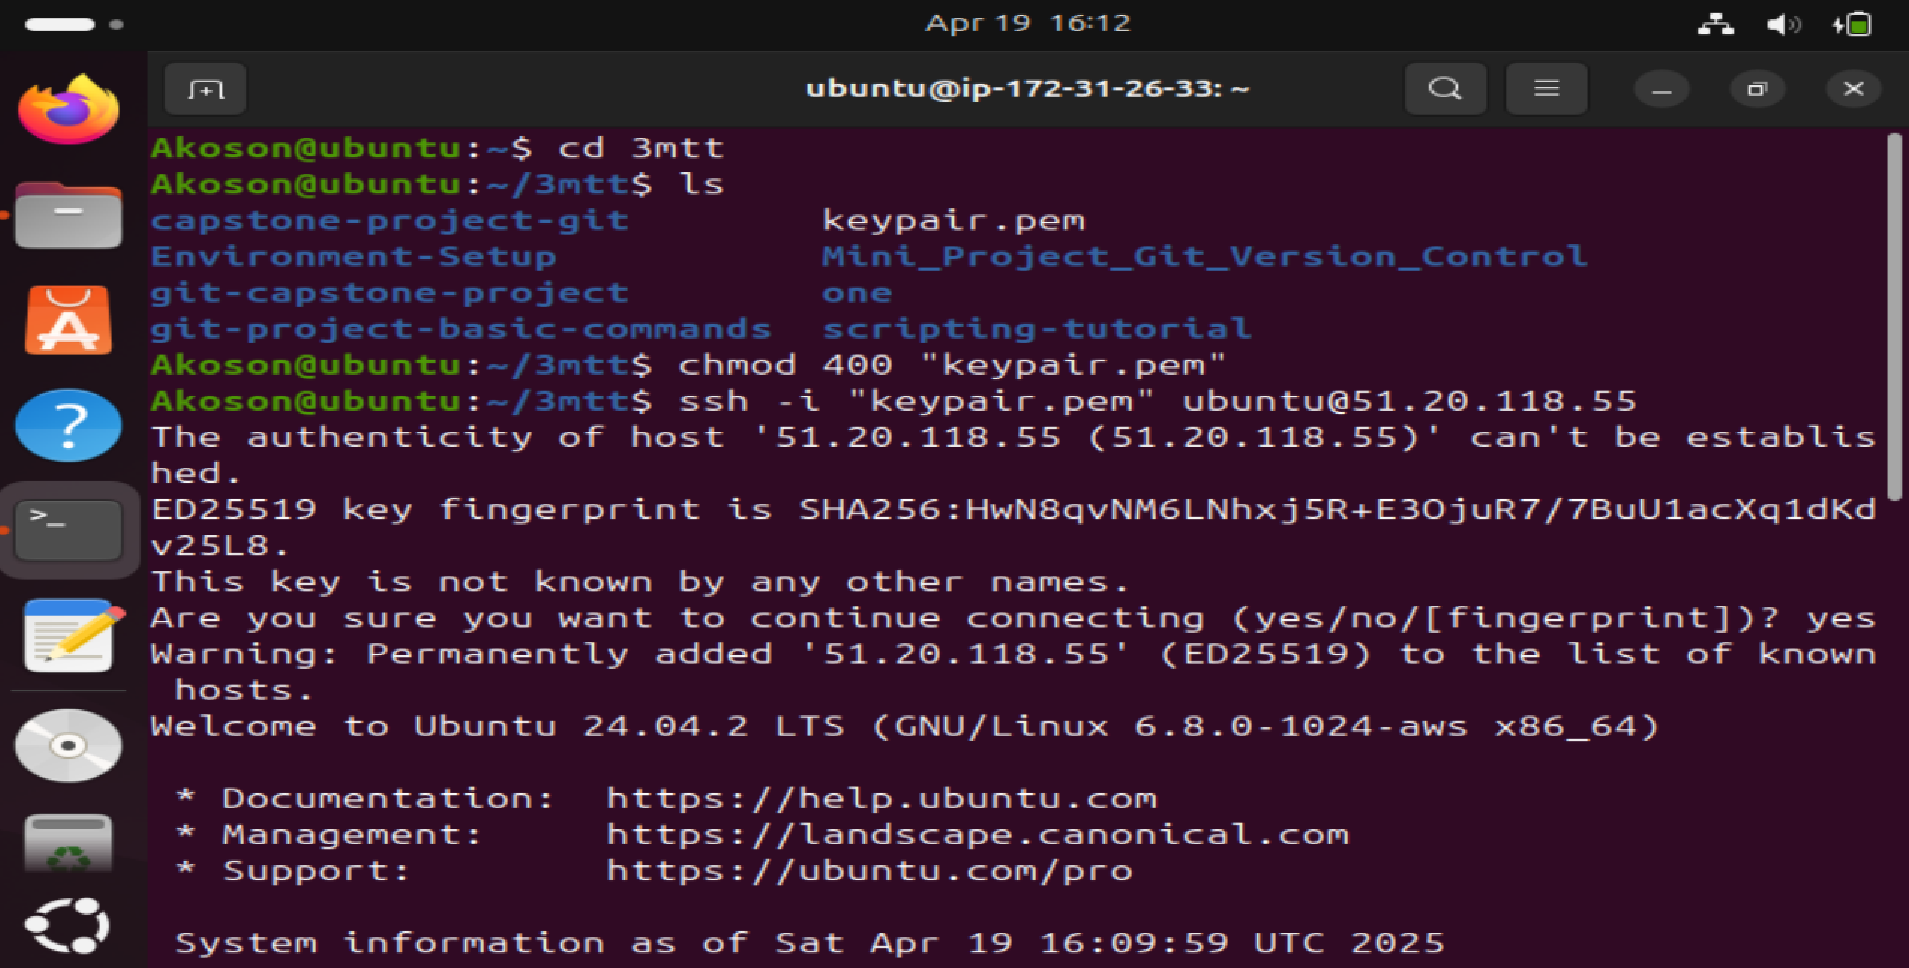 Apr 19 16:12
ubuntu@ip-172-31-26-33: ~
Akoson@ubuntu:~$ cd 3mtt
Akoson@ubuntu:~/3mtt$ ls
capstone-project-git keypair.pem
Environment-Setup Mini_Project_Git_Version_Control
git-capstone-project one
git-project-basic-commands scripting-tutorial
Akoson@ubuntu:~/3mtt$ chmod 400 "keypair.pem"
Akoson@ubuntu:~/3mtt$ ssh -i "keypair.pem" ubuntu@51.20.118.55
The authenticity of host '51.20.118.55 (51.20.118.55)' can't be establis
hed.
ED25519 key fingerprint is SHA256:HwN8qvNM6LNhxj5R+E3OjuR7/7BuU1acXq1dKd
v25L8.
This key is not known by any other names.
Are you sure you want to continue connecting (yes/no/[fingerprint])? yes
Warning: Permanently added '51.20.118.55' (ED25519) to the list of known
 hosts.
Welcome to Ubuntu 24.04.2 LTS (GNU/Linux 6.8.0-1024-aws x86_64)
* Documentation: https://help.ubuntu.com
* Management: https://landscape.canonical.com
* Support: https://ubuntu.com/pro
System information as of Sat Apr 19 16:09:59 UTC 2025